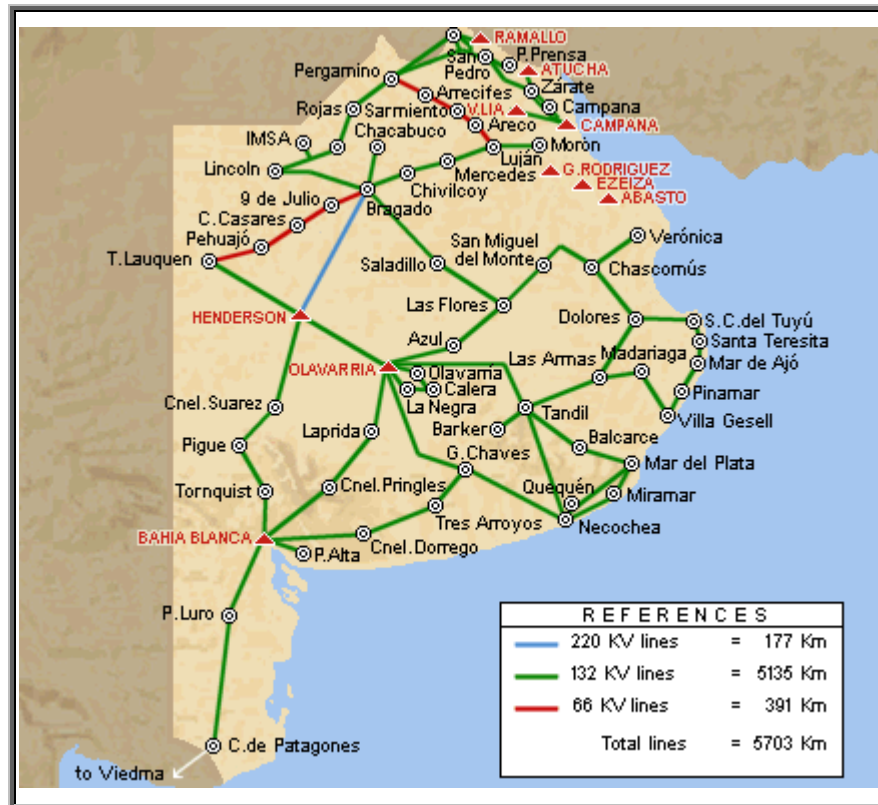 RAMALLO
San
Pedro
P.Prensa
ATUCHA
Pergamino
Zárate
Arrecifes
Campana
Rojas
Sarmiento
V.LIA
CAMPANA
IMSA
Chacabuco
Areco
Morón
Lincoln
Luján
Mercedes
G.RODRIGUEZ
EZEIZA
ABASTO
9 de Julio
Chivilcoy
Bragado
C.Casares
Pehuajó
T.Lauquen
San Miguel
del Monte
Verónica
Saladillo
Chascomús
HENDERSON
Las Flores
Dolores
S.C.del Tuyú
Santa Teresita
Azul
Las Armas
Madariaga
Mar de Ajó
OLAVARRIA
Olavarría
Calera
Pinamar
La Negra
Villa Gesell
Cnel.Suarez
Tandil
Laprida
Barker
Balcarce
Pigue
G.Chaves
Mar del Plata
Tornquist
Cnel.Pringles
Quequén
Miramar
Tres Arroyos
Necochea
BAHIA BLANCA
P.Alta
Cnel.Dorrego
P.Luro
C.de Patagones
to Viedma
REFERENCES
220 KV lines = 177 Km
132 KV lines = 5135 Km
66 KV lines = 391 Km
Total lines = 5703 Km